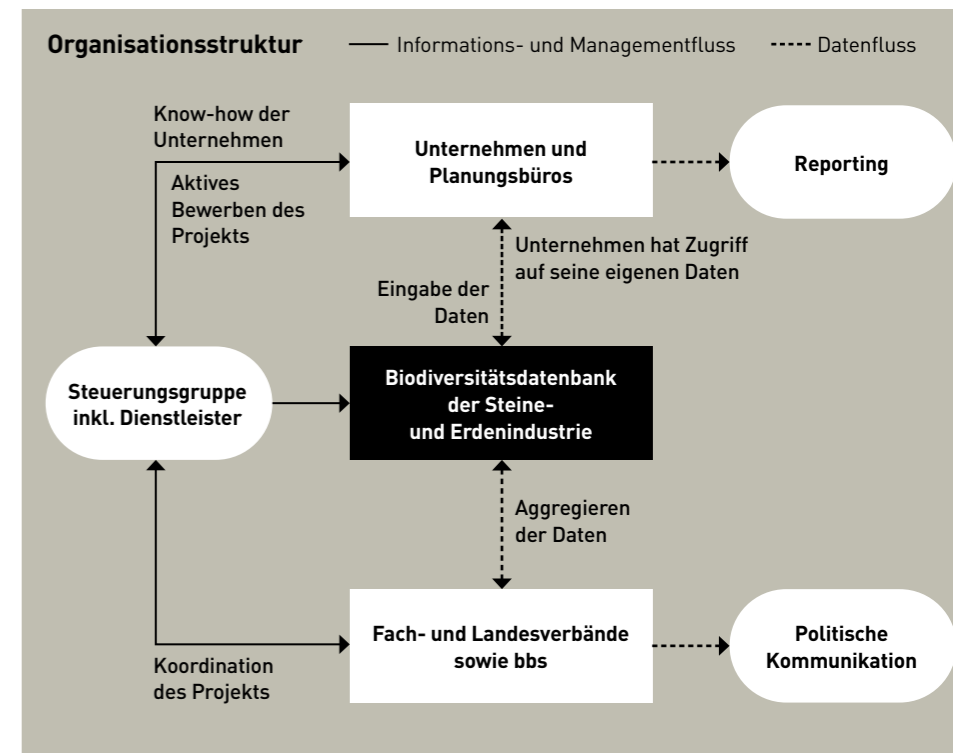 Organisationsstruktur
Informations- und Managementfluss
Datenfluss
Know-how der
Unternehmen
Aktives
Bewerben des
Projekts
Unternehmen und
Planungsbüros
Reporting
Unternehmen hat Zugriff
auf seine eigenen Daten
Eingabe der
Daten
Steuerungsgruppe
inkl. Dienstleister
Biodiversitätsdatenbank
der Steine-
und Erdenindustrie
Aggregieren
der Daten
Fach- und Landesverbände
sowie bbs
Politische
Kommunikation
Koordination
des Projekts